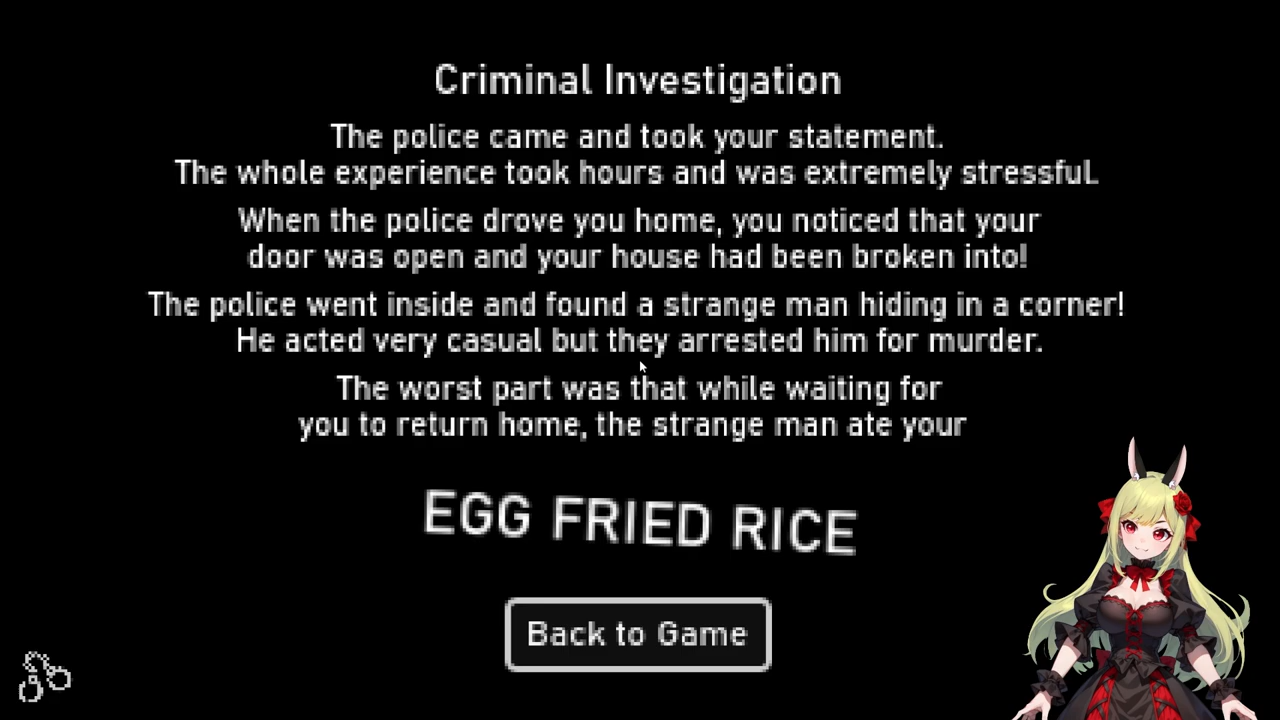 Criminal Investigation
The police came and took your statement.
The whole experience took hours and was extremely stressful.
When the police drove you home, you noticed that your
door was open and your house had been broken into!
The police went inside and found a strange man hiding in a corner!
He acted very casual but they arrested him for murder.
The worst part was that while waiting for
you to return home, the strange man ate your
EGG FRIED RICE
Back to Game